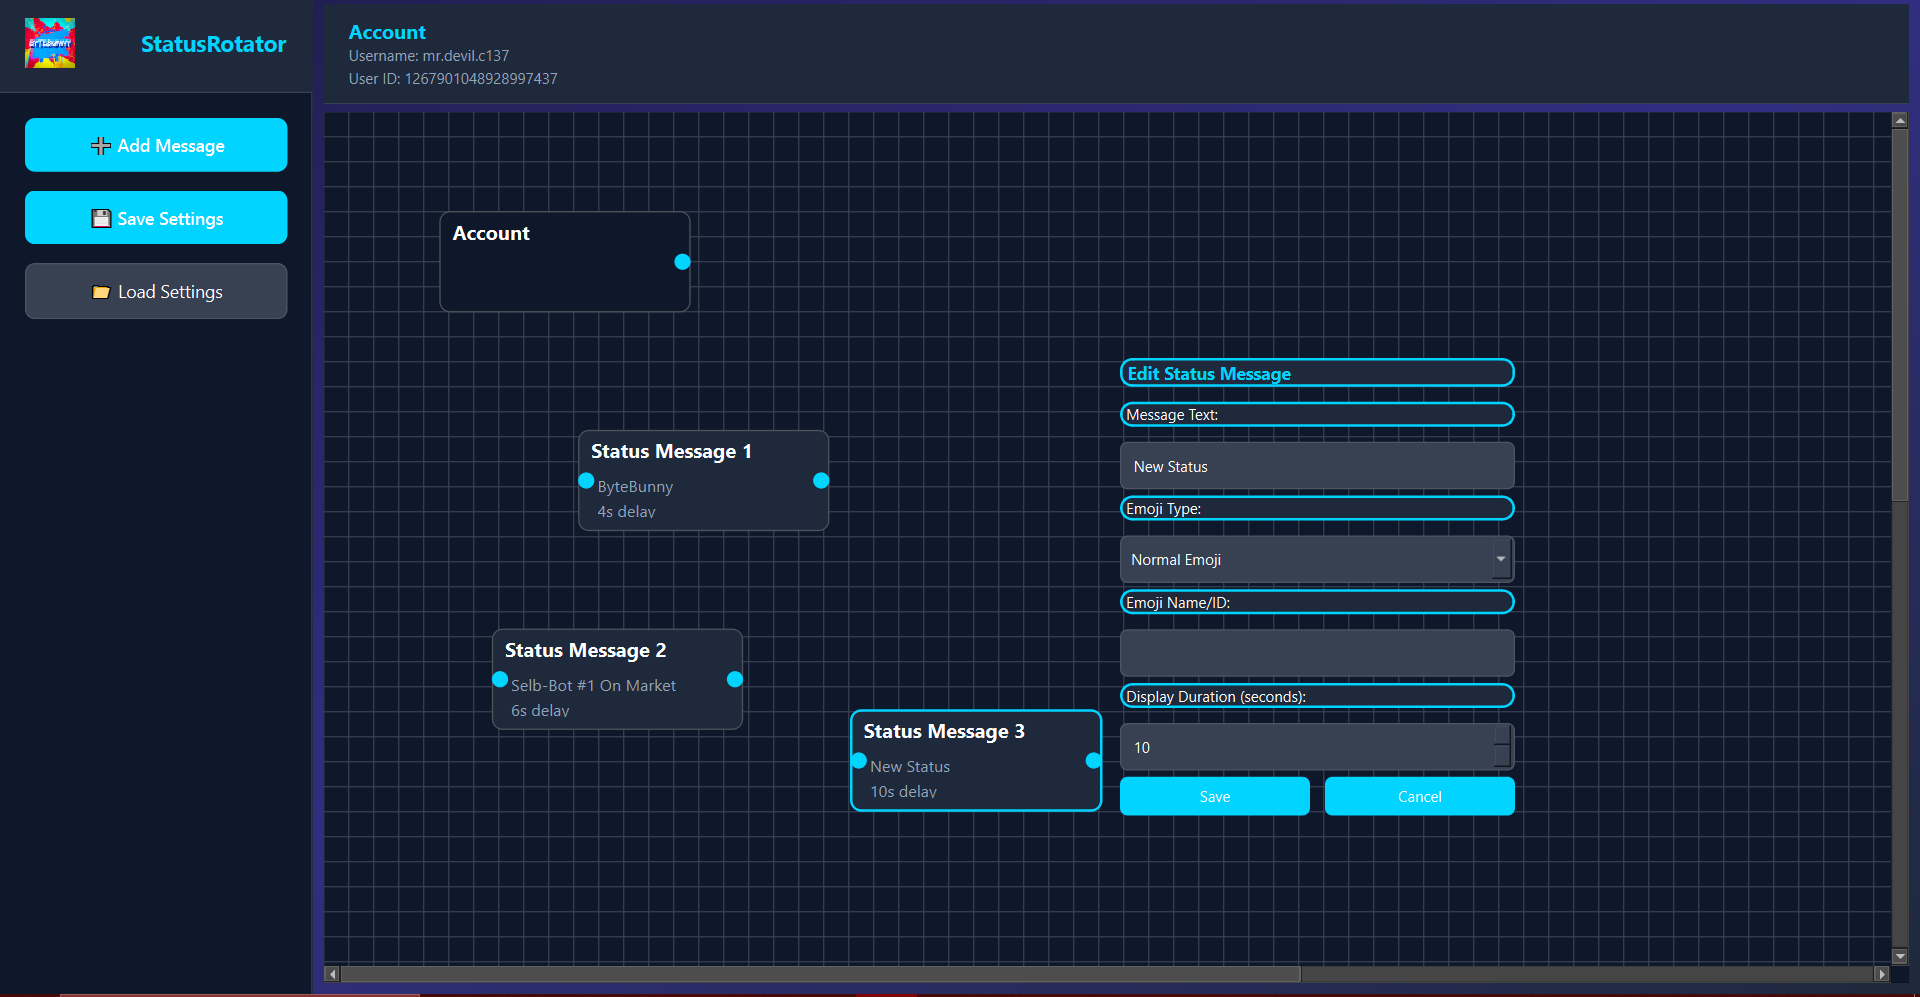 BYTEBUNNY
StatusRotator
Add Message
Save Settings
Load Settings
Account
Username: mr.devil.c137
User ID: 1267901048928997437
Account
Status Message 1
ByteBunny
4s delay
Status Message 2
Selb-Bot #1 On Market
6s delay
Status Message 3
New Status
10s delay
Edit Status Message
Message Text:
New Status
Emoji Type:
Normal Emoji
Emoji Name/ID:
Display Duration (seconds):
10
Save
Cancel